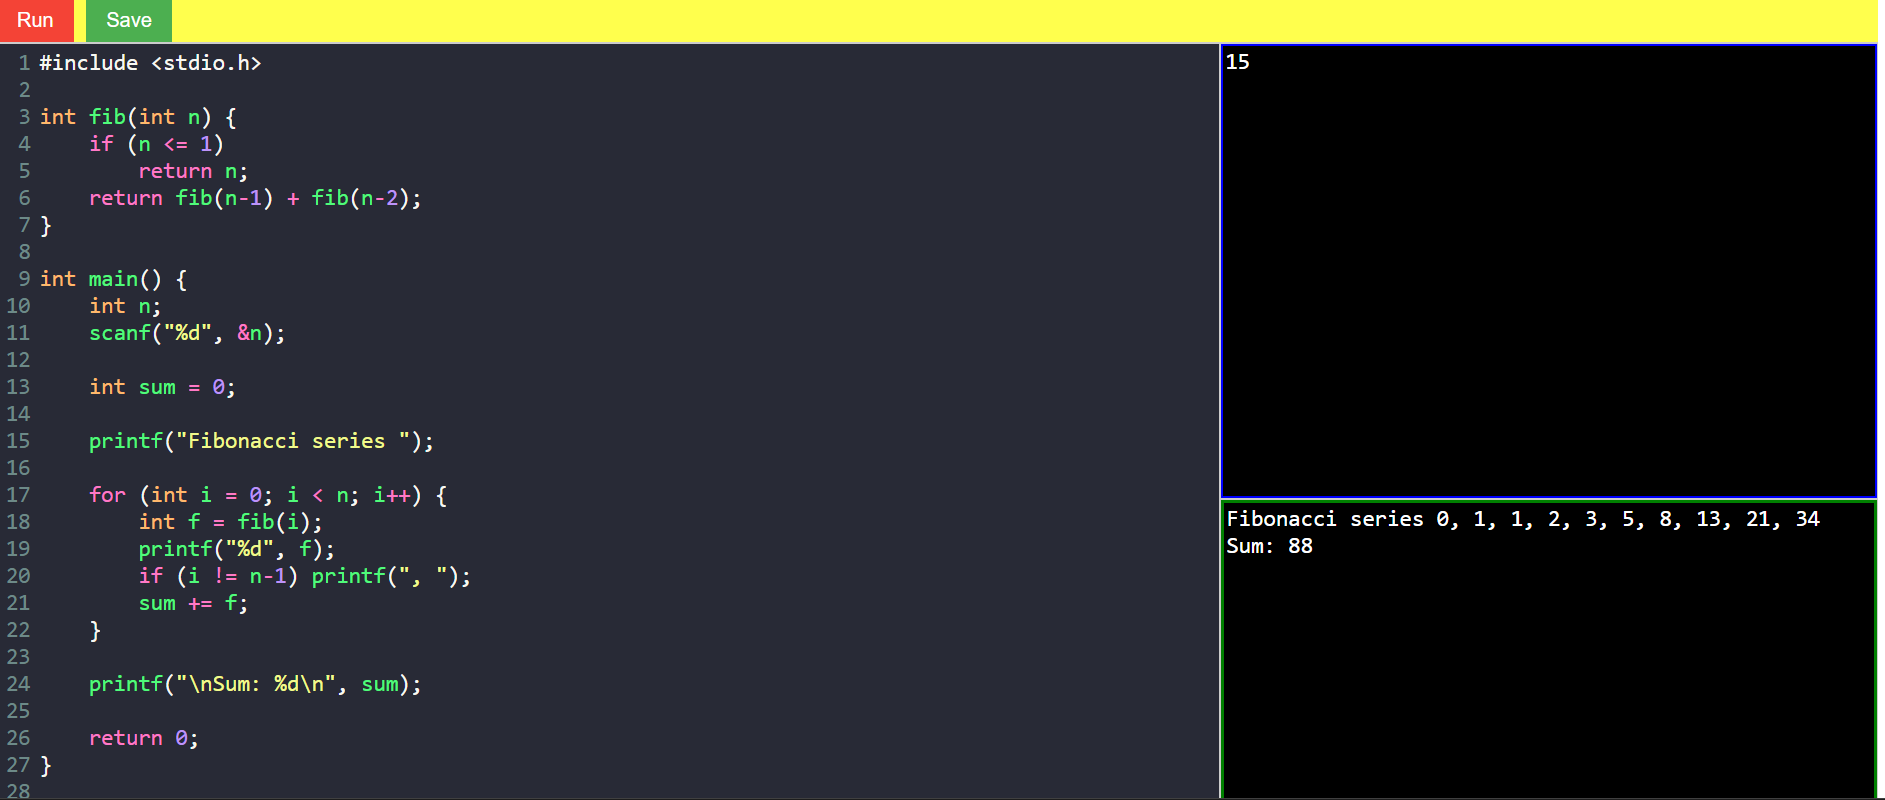 Run Save
1 #include <stdio.h>
2
3 int fib(int n) {
4     if (n <= 1)
5         return n;
6     return fib(n-1) + fib(n-2);
7 }
8
9 int main() {
10     int n;
11     scanf("%d", &n);
12
13     int sum = 0;
14
15     printf("Fibonacci series ");
16
17     for (int i = 0; i < n; i++) {
18         int f = fib(i);
19         printf("%d", f);
20         if (i != n-1) printf(", ");
21         sum += f;
22     }
23
24     printf("\nSum: %d\n", sum);
25
26     return 0;
27 }
28
15
Fibonacci series 0, 1, 1, 2, 3, 5, 8, 13, 21, 34
Sum: 88